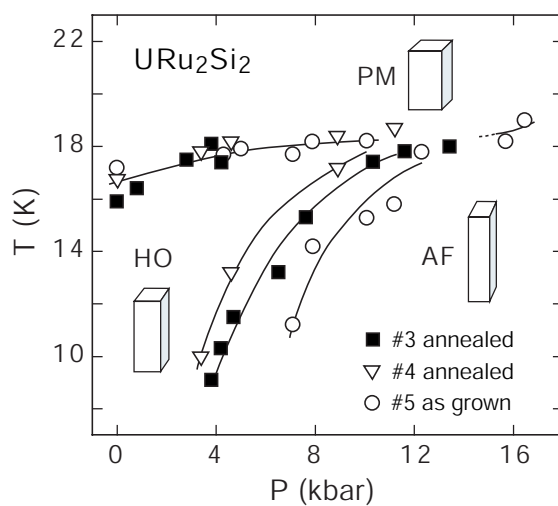 22
URu₂Si₂
PM
18
T (K)
14
HO
AF
#3 annealed
#4 annealed
10
#5 as grown
0 4 8 12 16
P (kbar)